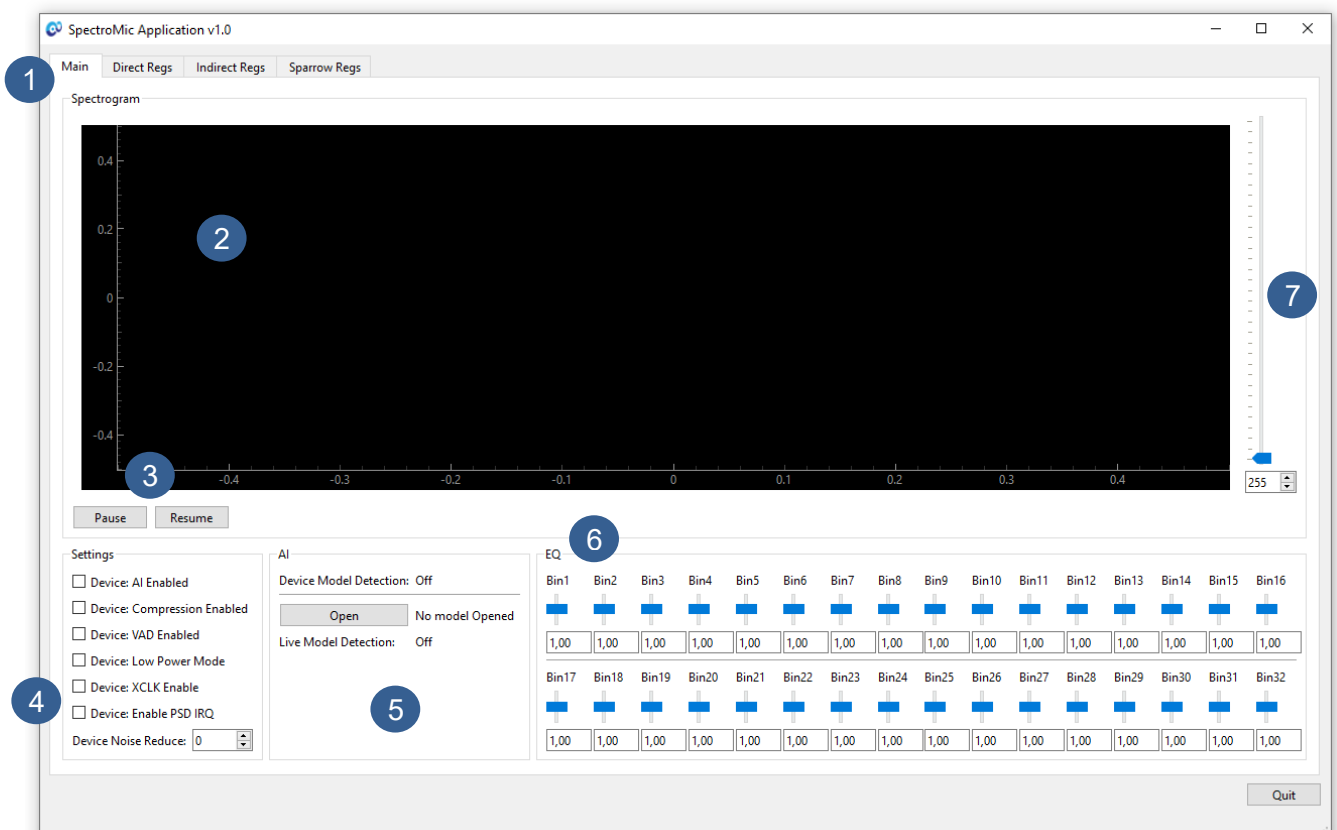 SpectroMic Application v1.0
1
Main Direct Regs Indirect Regs Sparrow Regs
Spectrogram
0.4
0.2
2
0
7
-0.2
-0.4
3
-0.4 -0.3 -0.2 -0.1 0 0.1 0.2 0.3 0.4
255
Pause Resume
6
Settings
Device: AI Enabled
Device: Compression Enabled
Device: VAD Enabled
Device: Low Power Mode
4
Device: XCLK Enable
Device: Enable PSD IRQ
Device Noise Reduce: 0
AI
Device Model Detection: Off
Open No model Opened
Live Model Detection: Off
5
EQ
Bin1 Bin2 Bin3 Bin4 Bin5 Bin6 Bin7 Bin8 Bin9 Bin10 Bin11 Bin12 Bin13 Bin14 Bin15 Bin16
1,00 1,00 1,00 1,00 1,00 1,00 1,00 1,00 1,00 1,00 1,00 1,00 1,00 1,00 1,00 1,00
Bin17 Bin18 Bin19 Bin20 Bin21 Bin22 Bin23 Bin24 Bin25 Bin26 Bin27 Bin28 Bin29 Bin30 Bin31 Bin32
1,00 1,00 1,00 1,00 1,00 1,00 1,00 1,00 1,00 1,00 1,00 1,00 1,00 1,00 1,00 1,00
Quit